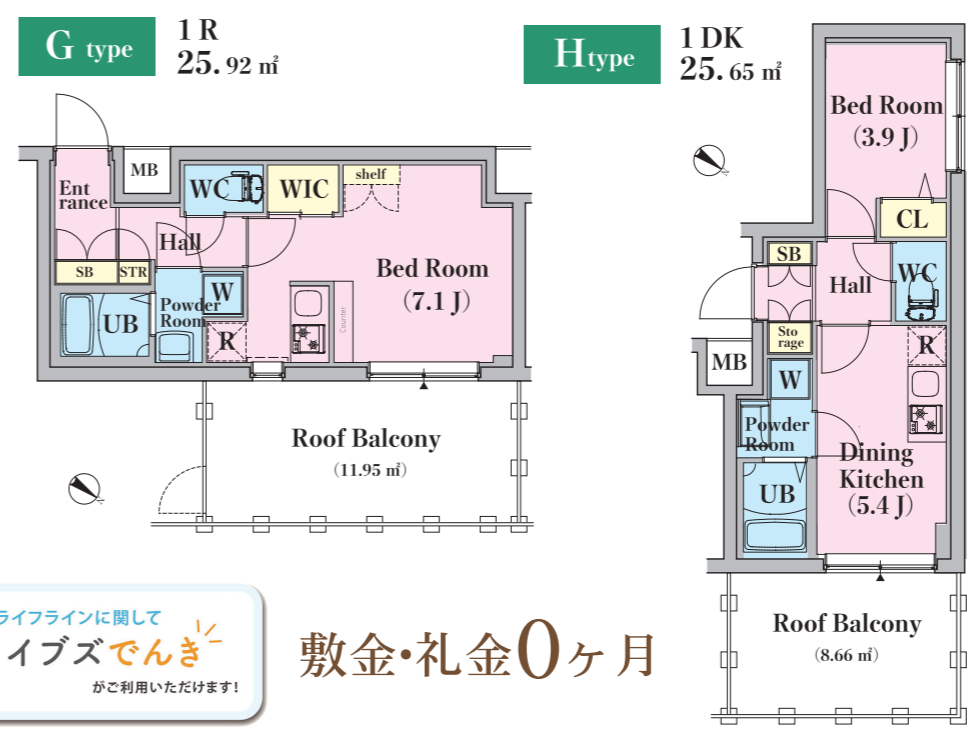 G type
1 R
25. 92 ㎡
MB
Ent
rance
WC
WIC
shelf
Hall
SB
STR
Bed Room
(7.1 J)
UB
Powder
Room
W
R
Counter
Roof Balcony
(11.95 ㎡)
H type
1 DK
25. 65 ㎡
Bed Room
(3.9 J)
CL
SB
Hall
WC
Sto
rage
MB
R
W
Powder
Room
Dining
Kitchen
(5.4 J)
UB
Roof Balcony
(8.66 ㎡)
ライフラインに関して
イブズでんき
がご利用いただけます!
敷金・礼金0ヶ月